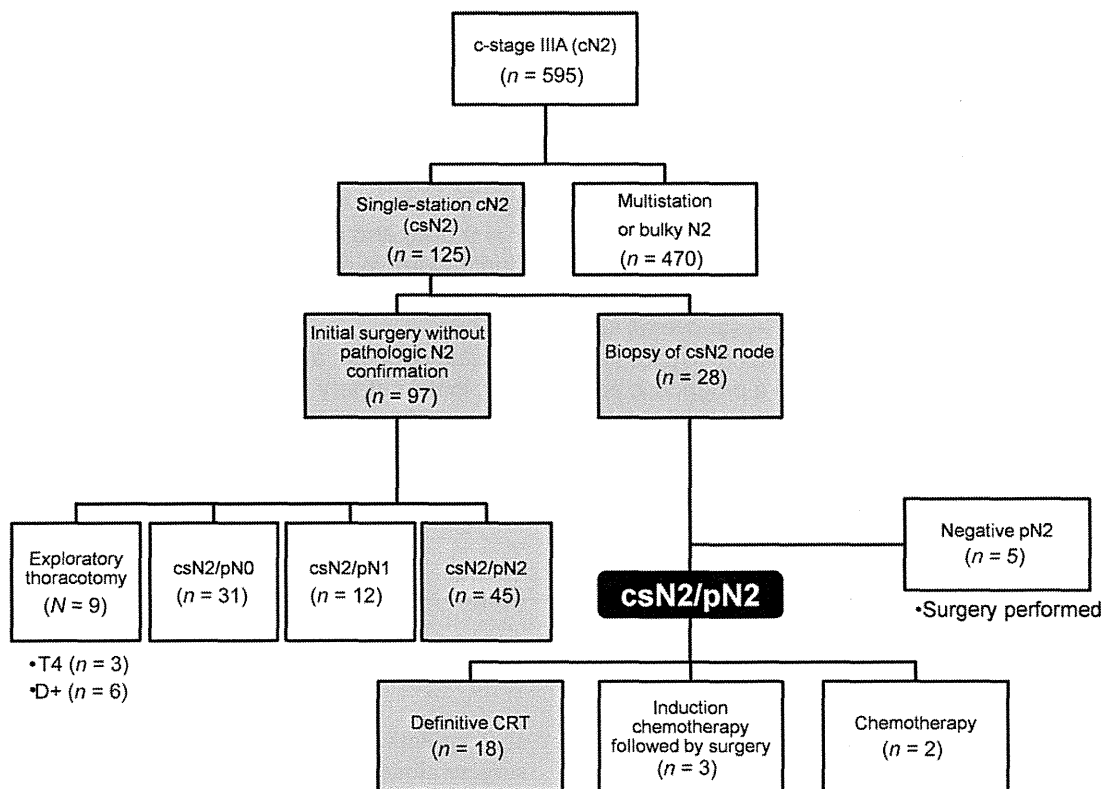 c-stage IIIA (cN2)
(n = 595)
Single-station cN2
(csN2)
(n = 125)
Multistation
or bulky N2
(n = 470)
Initial surgery without
pathologic N2
confirmation
(n = 97)
Biopsy of csN2 node
(n = 28)
Exploratory
thoracotomy
(N = 9)
csN2/pN0
(n = 31)
csN2/pN1
(n = 12)
csN2/pN2
(n = 45)
Negative pN2
(n = 5)
•Surgery performed
csN2/pN2
•T4 (n = 3)
•D+ (n = 6)
Definitive CRT
(n = 18)
Induction
chemotherapy
followed by surgery
(n = 3)
Chemotherapy
(n = 2)